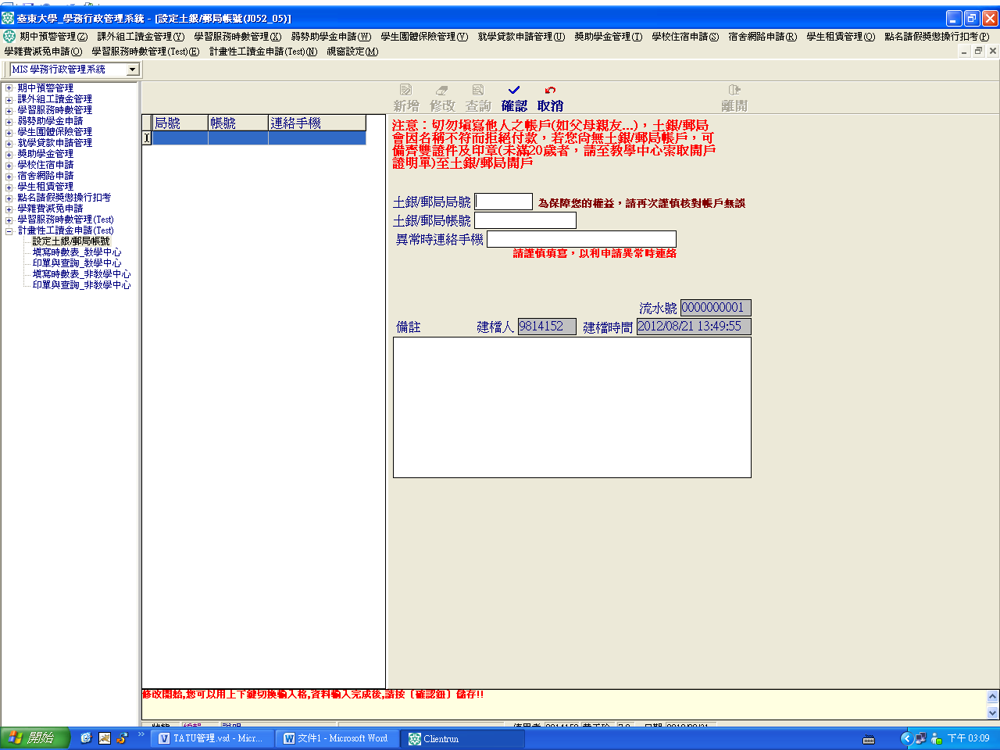 臺東大學_學務行政管理系統 - [設定土銀/郵局帳號(J052_05)]
期中預警管理(Z) 課外組工讀金管理(Y) 學習服務時數管理(X) 弱勢助學金申請(W) 學生團體保險管理(V) 就學貸款申請管理(U) 獎助學金管理(T) 學校住宿申請(S) 宿舍網路申請(R) 學生租賃管理(Q) 點名請假獎懲操行扣考(P)
學雜費減免申請(O) 學習服務時數管理(Test)(E) 計畫性工讀金申請(Test)(N) 視窗設定(M)
MIS 學務行政管理系統
期中預警管理
課外組工讀金管理
學習服務時數管理
弱勢助學金申請
學生團體保險管理
就學貸款申請管理
獎助學金管理
學校住宿申請
宿舍網路申請
學生租賃管理
點名請假獎懲操行扣考
學雜費減免申請
學習服務時數管理(Test)
計畫性工讀金申請(Test)
設定土銀/郵局帳號
填寫時數表_教學中心
印單與查詢_教學中心
填寫時數表_非教學中心
印單與查詢_非教學中心
新增 修改 查詢 確認 取消 離開
局號 帳號 連絡手機
注意：切勿填寫他人之帳戶(如父母親友...)，土銀/郵局
會因名稱不符而拒絕付款，若您尚無土銀/郵局帳戶，可
備齊雙證件及印章(未滿20歲者，請至教學中心索取開戶
證明單)至土銀/郵局開戶
土銀/郵局局號 為保障您的權益，請再次謹慎核對帳戶無誤
土銀/郵局帳號
異常時連絡手機
請謹慎填寫，以利申請異常時連絡
流水號 0000000001
備註 建檔人 9814152 建檔時間 2012/08/21 13:49:55
修改開始,您可以用上下鍵切換輸入格,資料輸入完成後,請按〔確認鈕〕儲存!!
狀態 編輯 說明 使用者 日期
開始 TATU管理.vsd - Micr... 文件1 - Microsoft Word Clientrun 下午 03:09